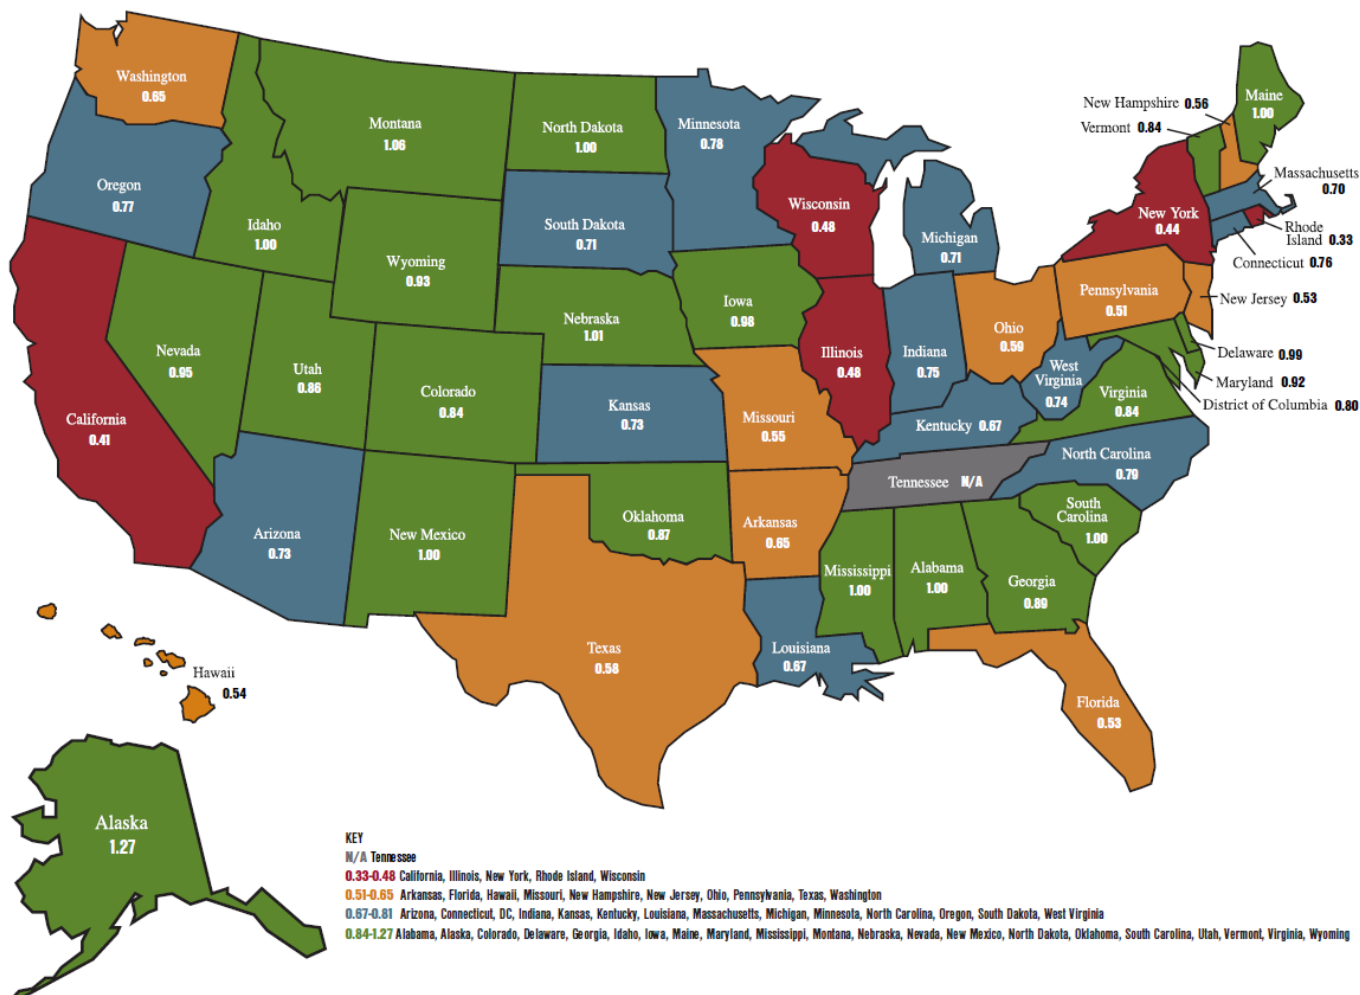 Washington
0.65
Montana
1.06
North Dakota
1.00
Minnesota
0.78
New Hampshire 0.56
Vermont 0.84
Maine
1.00
Oregon
0.77
Idaho
1.00
Wyoming
0.93
South Dakota
0.71
Wisconsin
0.48
Michigan
0.71
New York
0.44
Massachusetts
0.70
Rhode
Island 0.33
Connecticut 0.76
Nevada
0.95
Utah
0.86
Colorado
0.84
Nebraska
1.01
Iowa
0.98
Illinois
0.48
Indiana
0.75
Ohio
0.59
Pennsylvania
0.51
New Jersey 0.53
Delaware 0.99
Maryland 0.92
District of Columbia 0.80
California
0.41
Kansas
0.73
Missouri
0.55
Kentucky 0.67
West
Virginia
0.74
Virginia
0.84
Arizona
0.73
New Mexico
1.00
Oklahoma
0.87
Arkansas
0.65
Tennessee N/A
North Carolina
0.79
South
Carolina
1.00
Mississippi
1.00
Alabama
1.00
Georgia
0.89
Texas
0.58
Louisiana
0.67
Florida
0.53
Hawaii
0.54
Alaska
1.27
KEY
N/A Tennessee
0.33-0.48 California, Illinois, New York, Rhode Island, Wisconsin
0.51-0.65 Arkansas, Florida, Hawaii, Missouri, New Hampshire, New Jersey, Ohio, Pennsylvania, Texas, Washington
0.67-0.81 Arizona, Connecticut, DC, Indiana, Kansas, Kentucky, Louisiana, Massachusetts, Michigan, Minnesota, North Carolina, Oregon, South Dakota, West Virginia
0.84-1.27 Alabama, Alaska, Colorado, Delaware, Georgia, Idaho, Iowa, Maine, Maryland, Mississippi, Montana, Nebraska, Nevada, New Mexico, North Dakota, Oklahoma, South Carolina, Utah, Vermont, Virginia, Wyoming